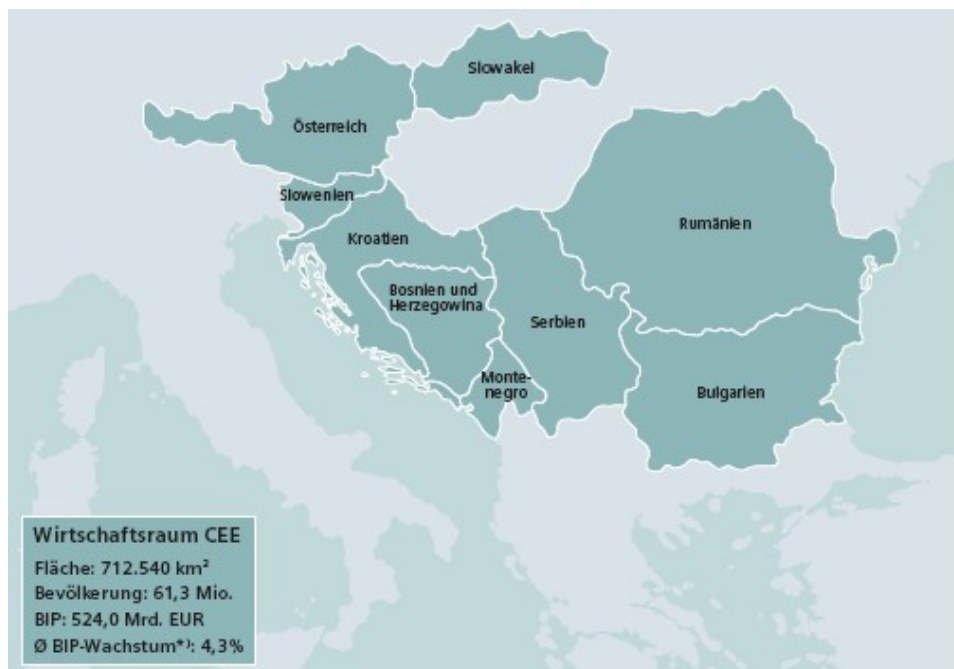 Slowakei
Österreich
Slowenien
Kroatien
Rumänien
Bosnien und
Herzegowina
Serbien
Monte-
negro
Bulgarien
Wirtschaftsraum CEE
Fläche: 712.540 km²
Bevölkerung: 61,3 Mio.
BIP: 524,0 Mrd. EUR
Ø BIP-Wachstum*⁾: 4,3%